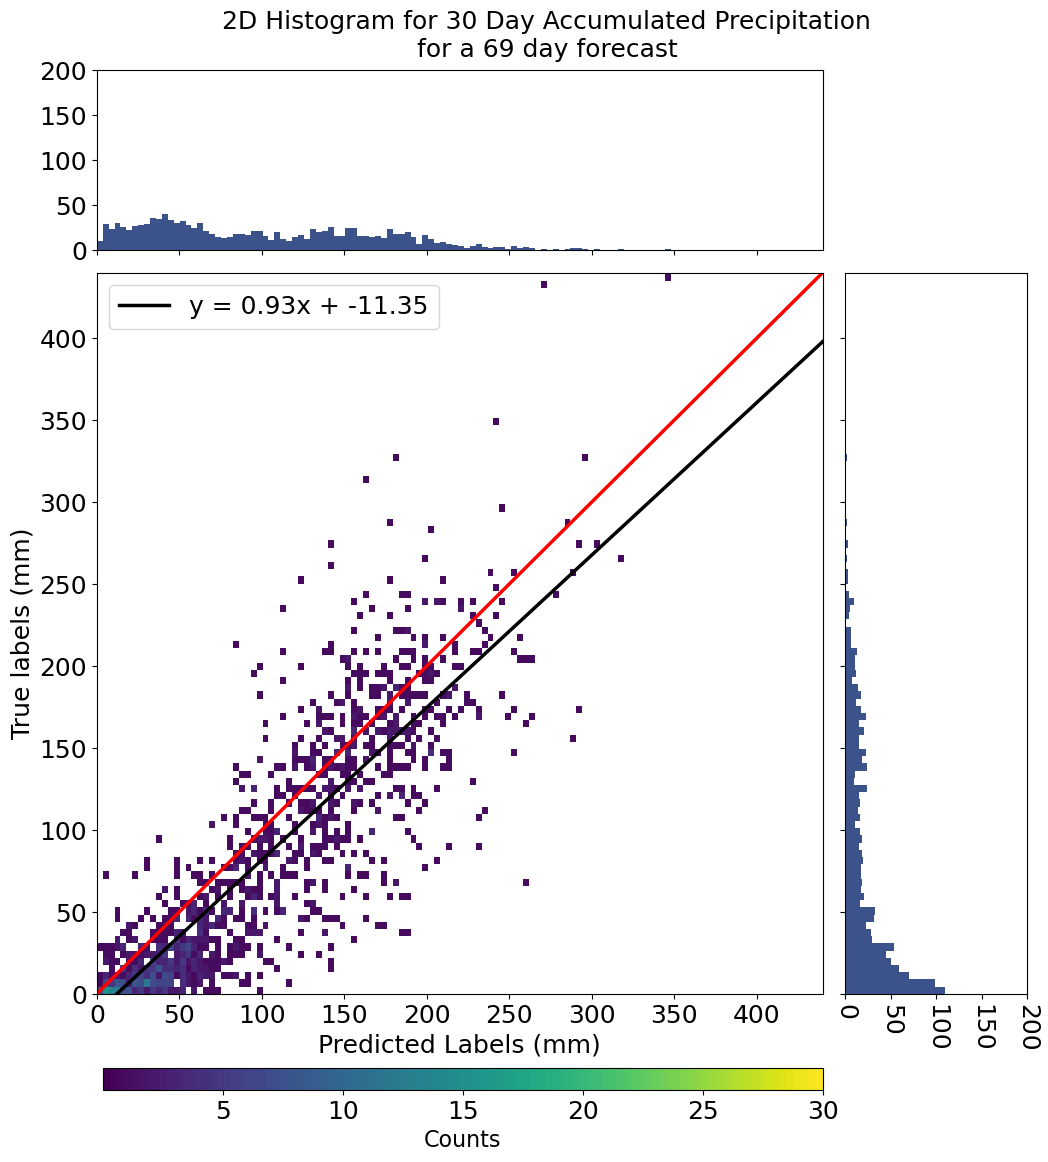 2D Histogram for 30 Day Accumulated Precipitation
for a 69 day forecast
200
150
100
50
0
y = 0.93x + -11.35
400
350
300
250
200
150
100
50
0
True labels (mm)
0 50 100 150 200 250 300 350 400
Predicted Labels (mm)
0 50 100 150 200
5 10 15 20 25 30
Counts